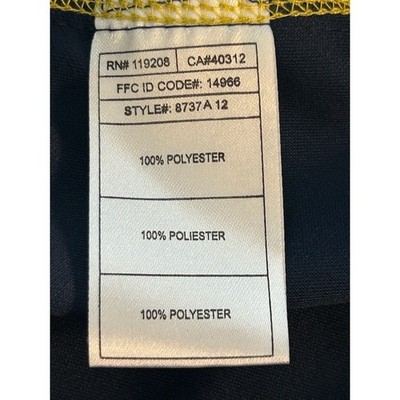 RN# 119208 CA#40312
FFC ID CODE#: 14966
STYLE#: 8737A 12
100% POLYESTER
100% POLIESTER
100% POLYESTER